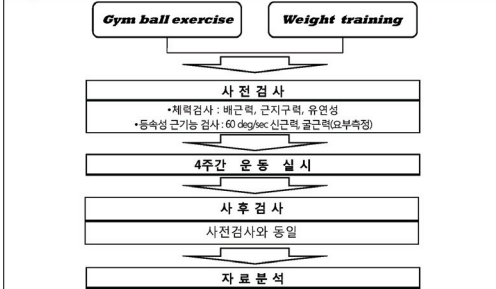 Gym ball exercise
Weight training
사 전 검 사
•체력검사 : 배근력, 근지구력, 유연성
•등속성 근기능 검사 : 60 deg/sec 신근력, 굴근력(요부측정)
4주간 운동 실시
사 후 검 사
사전검사와 동일
자 료 분 석